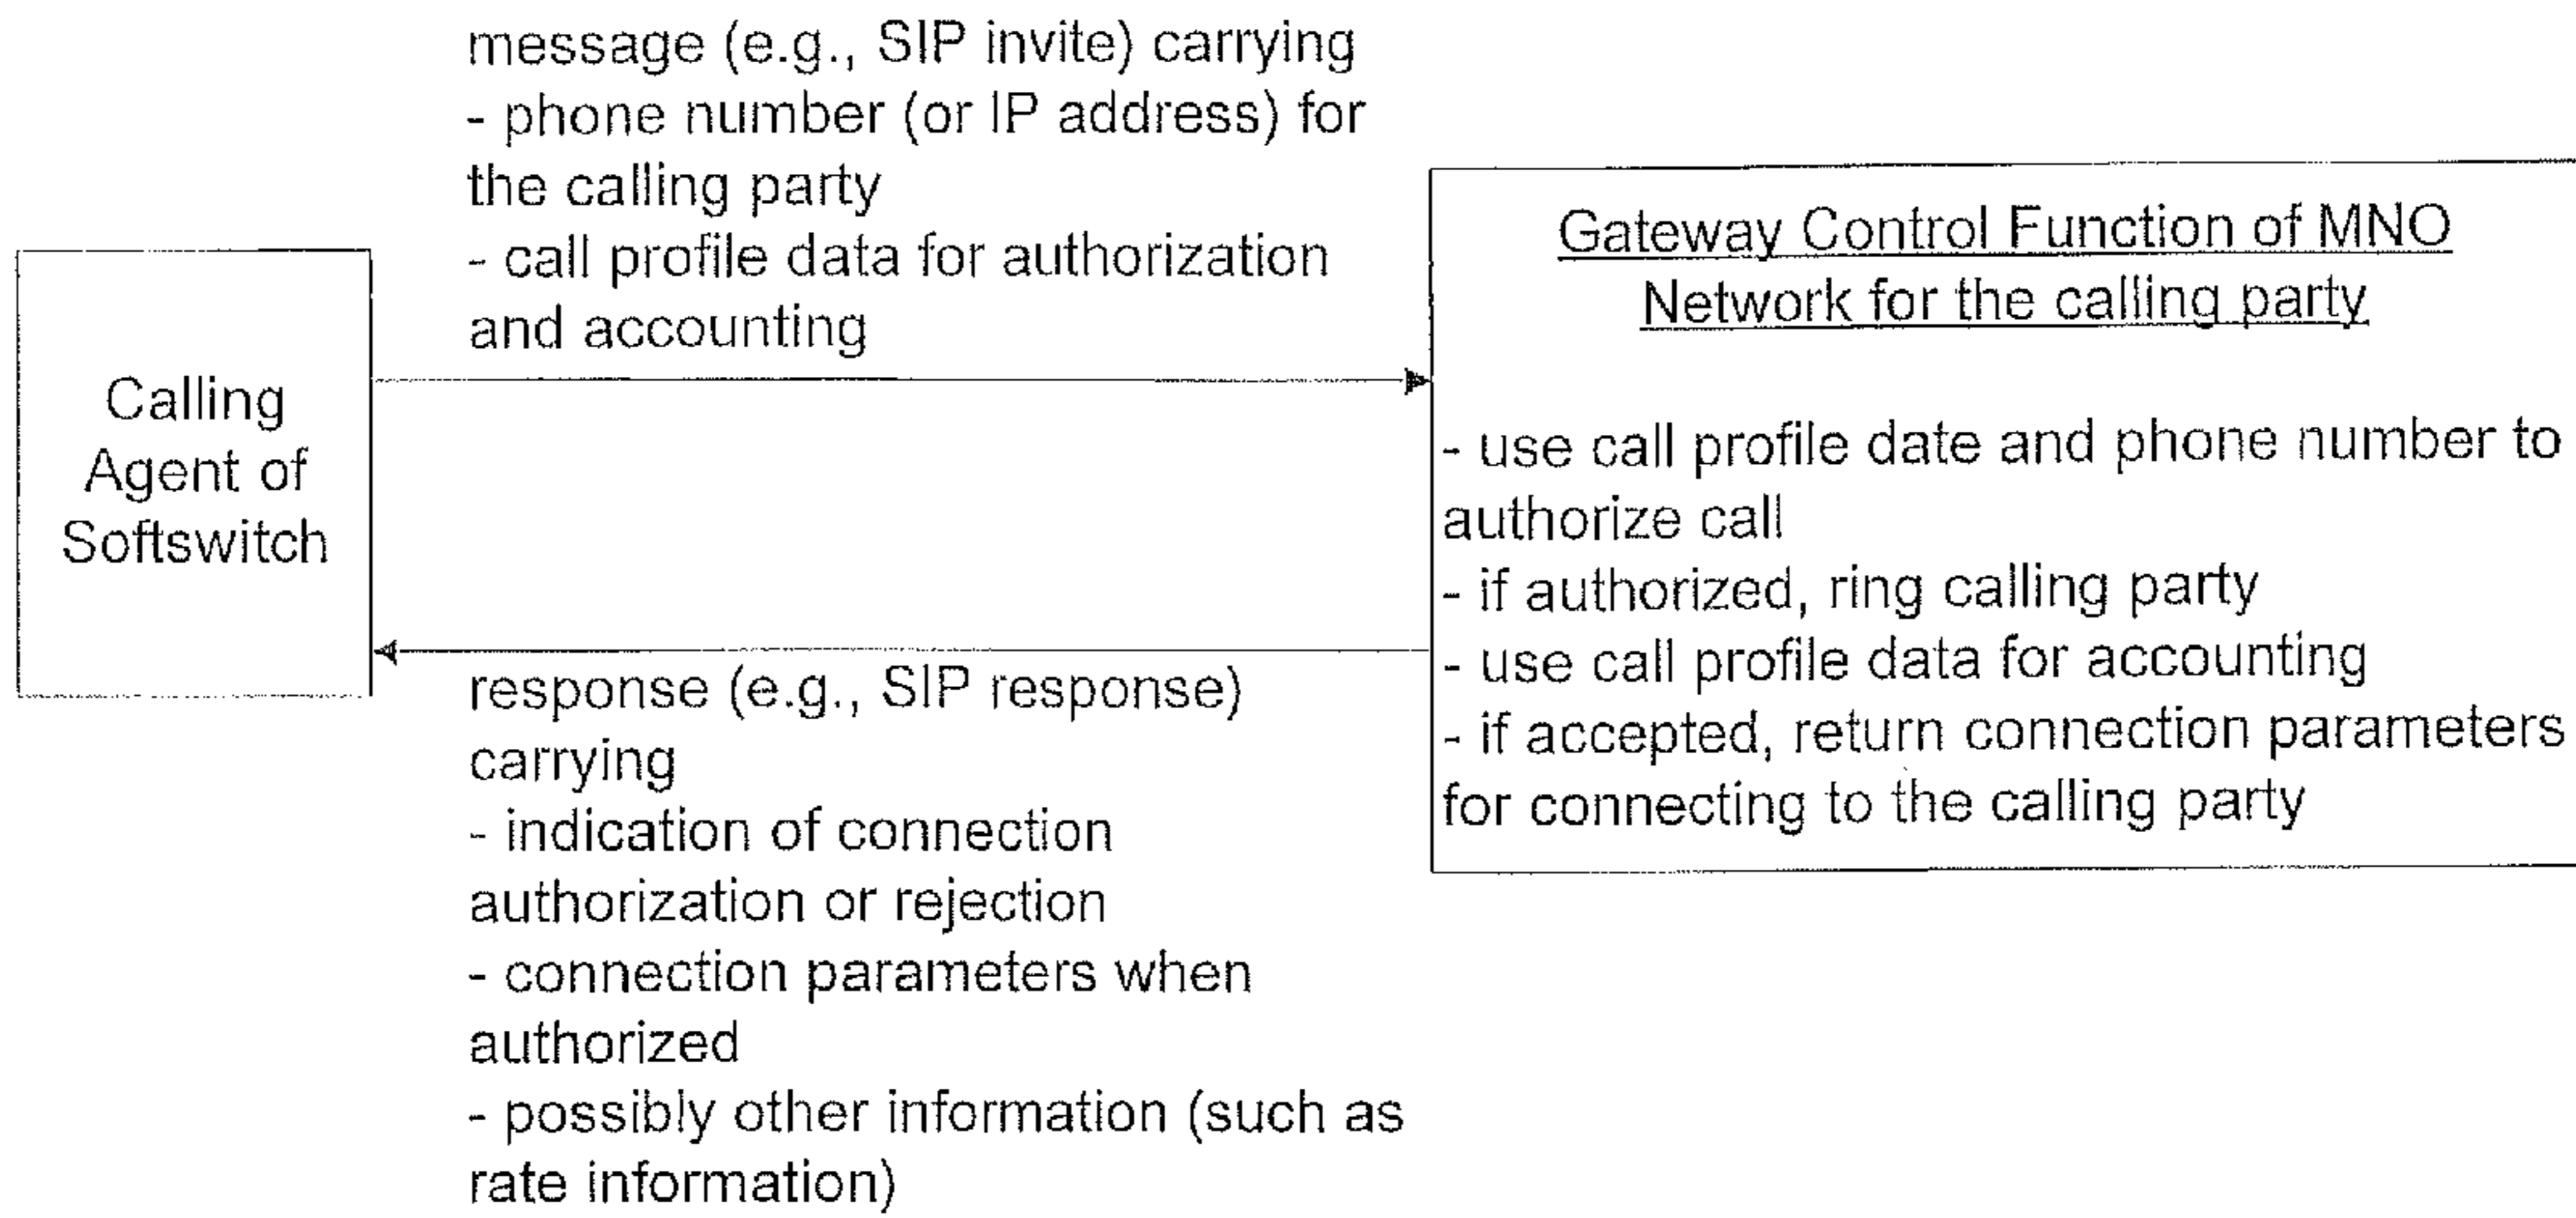 message (e.g., SIP invite) carrying
- phone number (or IP address) for
the calling party
- call profile data for authorization
and accounting
Calling
Agent of
Softswitch
Gateway Control Function of MNO
Network for the calling party
- use call profile date and phone number to
authorize call
- if authorized, ring calling party
- use call profile data for accounting
- if accepted, return connection parameters
for connecting to the calling party
response (e.g., SIP response)
carrying
- indication of connection
authorization or rejection
- connection parameters when
authorized
- possibly other information (such as
rate information)